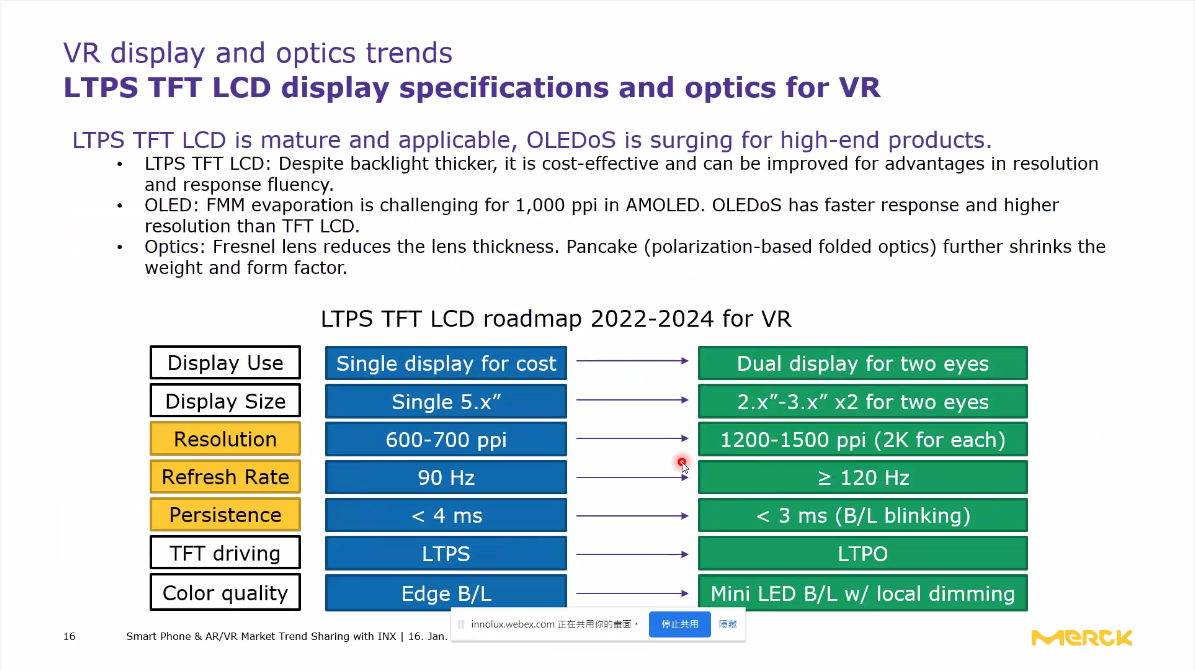 VR display and optics trends
LTPS TFT LCD display specifications and optics for VR
LTPS TFT LCD is mature and applicable, OLEDoS is surging for high-end products.
• LTPS TFT LCD: Despite backlight thicker, it is cost-effective and can be improved for advantages in resolution
and response fluency.
• OLED: FMM evaporation is challenging for 1,000 ppi in AMOLED. OLEDoS has faster response and higher
resolution than TFT LCD.
• Optics: Fresnel lens reduces the lens thickness. Pancake (polarization-based folded optics) further shrinks the
weight and form factor.
LTPS TFT LCD roadmap 2022-2024 for VR
Display Use Single display for cost Dual display for two eyes
Display Size Single 5.x” 2.x”-3.x” x2 for two eyes
Resolution 600-700 ppi 1200-1500 ppi (2K for each)
Refresh Rate 90 Hz ≥ 120 Hz
Persistence < 4 ms < 3 ms (B/L blinking)
TFT driving LTPS LTPO
Color quality Edge B/L Mini LED B/L w/ local dimming
innolux.webex.com 正在共用你的畫面。 停止共用 隱藏
16 Smart Phone & AR/VR Market Trend Sharing with INX | 16. Jan.
MERCK